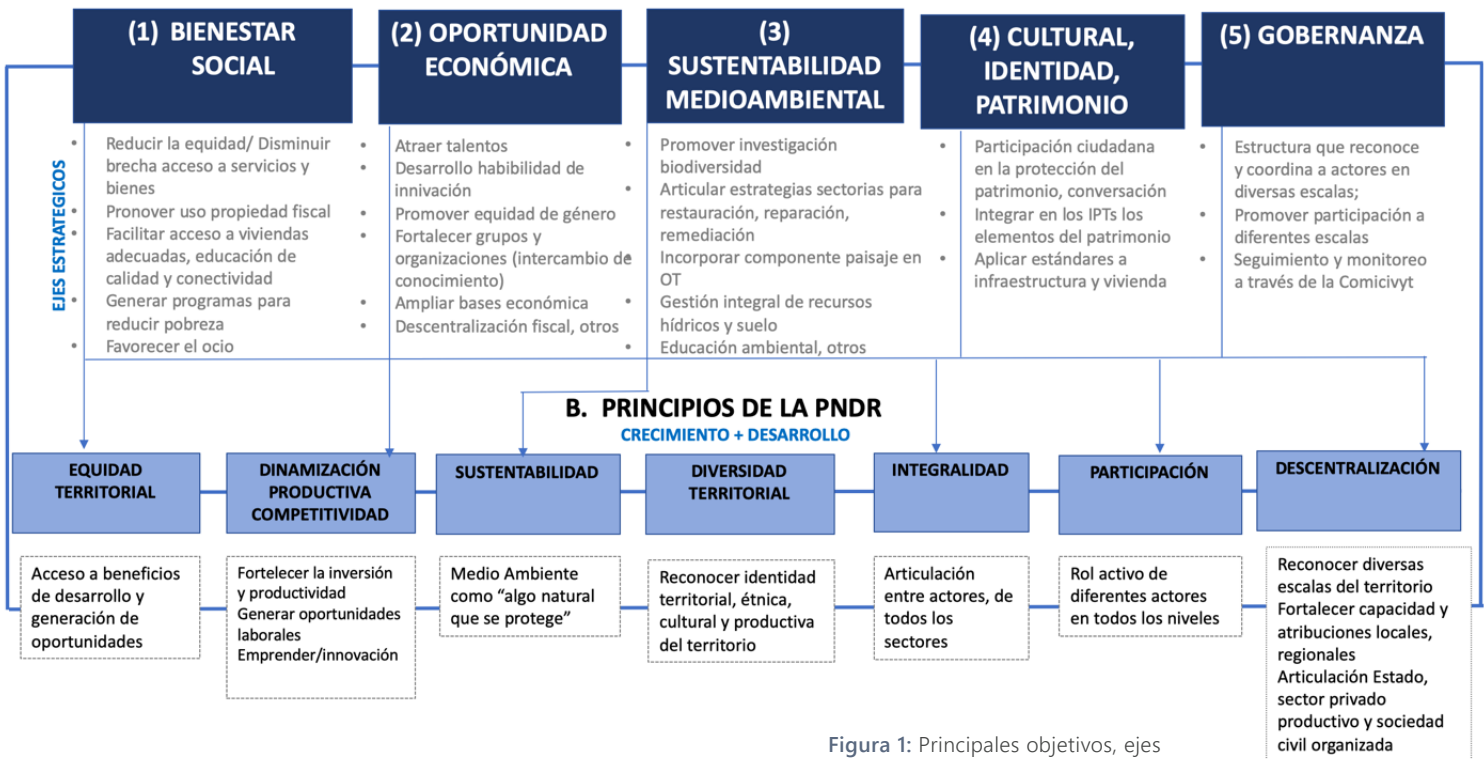 (1) BIENESTAR
SOCIAL
(2) OPORTUNIDAD
ECONÓMICA
(3)
SUSTENTABILIDAD
MEDIOAMBIENTAL
(4) CULTURAL,
IDENTIDAD,
PATRIMONIO
(5) GOBERNANZA
EJES ESTRATEGICOS
• Reducir la equidad/ Disminuir
brecha acceso a servicios y
bienes
• Pronover uso propiedad fiscal
• Facilitar acceso a viviendas
adecuadas, educación de
calidad y conectividad
• Generar programas para
reducir pobreza
• Favorecer el ocio
• Atraer talentos
• Desarrollo habibilidad de
innivación
• Promover equidad de género
• Fortalecer grupos y
organizaciones (intercambio de
conocimiento)
• Ampliar bases económica
• Descentralización fiscal, otros
• Promover investigación
biodiversidad
• Articular estrategias sectorias para
restauración, reparación,
remediación
• Incorporar componente paisaje en
OT
• Gestión integral de recursos
hídricos y suelo
• Educación ambiental, otros
• Participación ciudadana
en la protección del
patrimonio, conversación
• Integrar en los IPTs los
elementos del patrimonio
• Aplicar estándares a
infraestructura y vivienda
• Estructura que reconoce
y coordina a actores en
diversas escalas;
• Promover participación a
diferentes escalas
• Seguimiento y monitoreo
a través de la Comicivyt
B. PRINCIPIOS DE LA PNDR
CRECIMIENTO + DESARROLLO
EQUIDAD
TERRITORIAL
DINAMIZACIÓN
PRODUCTIVA
COMPETITIVIDAD
SUSTENTABILIDAD
DIVERSIDAD
TERRITORIAL
INTEGRALIDAD
PARTICIPACIÓN
DESCENTRALIZACIÓN
Acceso a beneficios
de desarrollo y
generación de
oportunidades
Fortelecer la inversión
y productividad
Generar oportunidades
laborales
Emprender/innovación
Medio Ambiente
como “algo natural
que se protege”
Reconocer identidad
territorial, étnica,
cultural y productiva
del territorio
Articulación
entre actores, de
todos los
sectores
Rol activo de
diferentes actores
en todos los niveles
Reconocer diversas
escalas del territorio
Fortalecer capacidad y
atribuciones locales,
regionales
Articulación Estado,
sector privado
productivo y sociedad
civil organizada
Figura 1: Principales objetivos, ejes